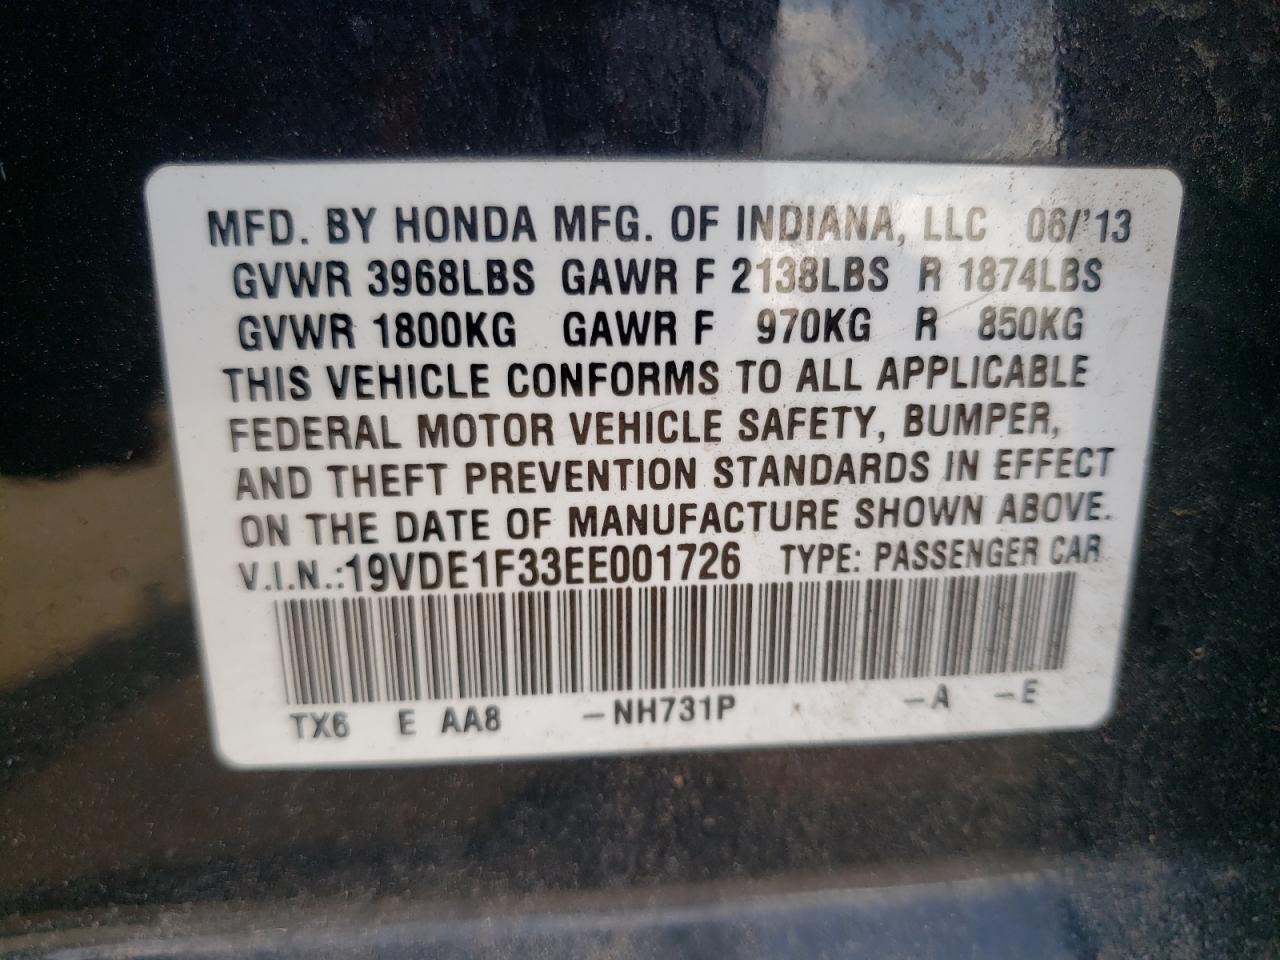 MFD. BY HONDA MFG. OF INDIANA, LLC 06/'13
GVWR 3968LBS GAWR F 2138LBS R 1874LBS
GVWR 1800KG GAWR F 970KG R 850KG
THIS VEHICLE CONFORMS TO ALL APPLICABLE
FEDERAL MOTOR VEHICLE SAFETY, BUMPER,
AND THEFT PREVENTION STANDARDS IN EFFECT
ON THE DATE OF MANUFACTURE SHOWN ABOVE.
V.I.N.:19VDE1F33EE001726 TYPE: PASSENGER CAR
TX6 E AA8 -NH731P -A -E